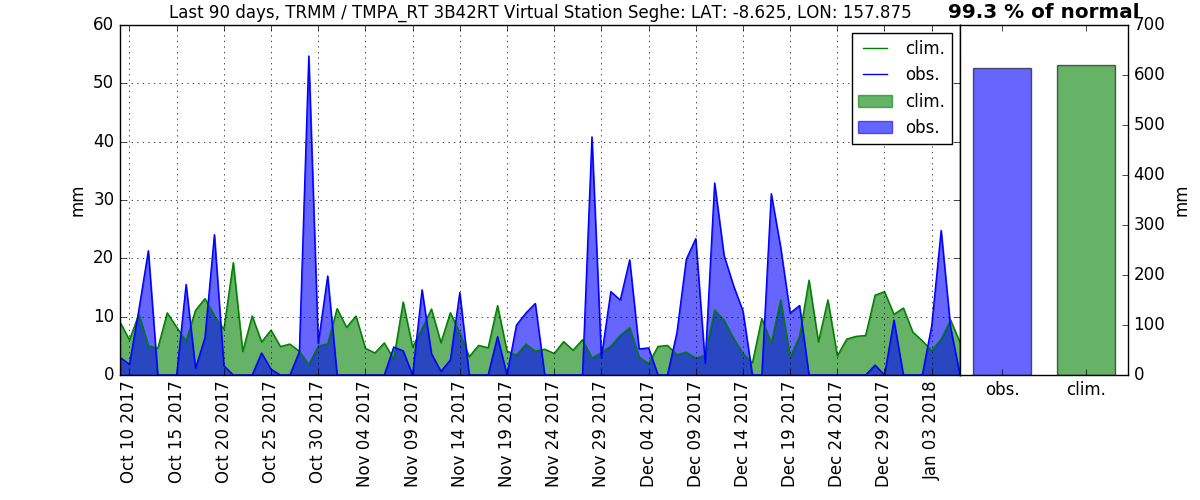 Last 90 days, TRMM / TMPA_RT 3B42RT Virtual Station Seghe: LAT: -8.625, LON: 157.875
99.3 % of normal
60
50
40
30
20
10
0
mm
clim.
obs.
clim.
obs.
700
600
500
400
300
200
100
0
mm
obs.
clim.
Oct 10 2017
Oct 15 2017
Oct 20 2017
Oct 25 2017
Oct 30 2017
Nov 04 2017
Nov 09 2017
Nov 14 2017
Nov 19 2017
Nov 24 2017
Nov 29 2017
Dec 04 2017
Dec 09 2017
Dec 14 2017
Dec 19 2017
Dec 24 2017
Dec 29 2017
Jan 03 2018